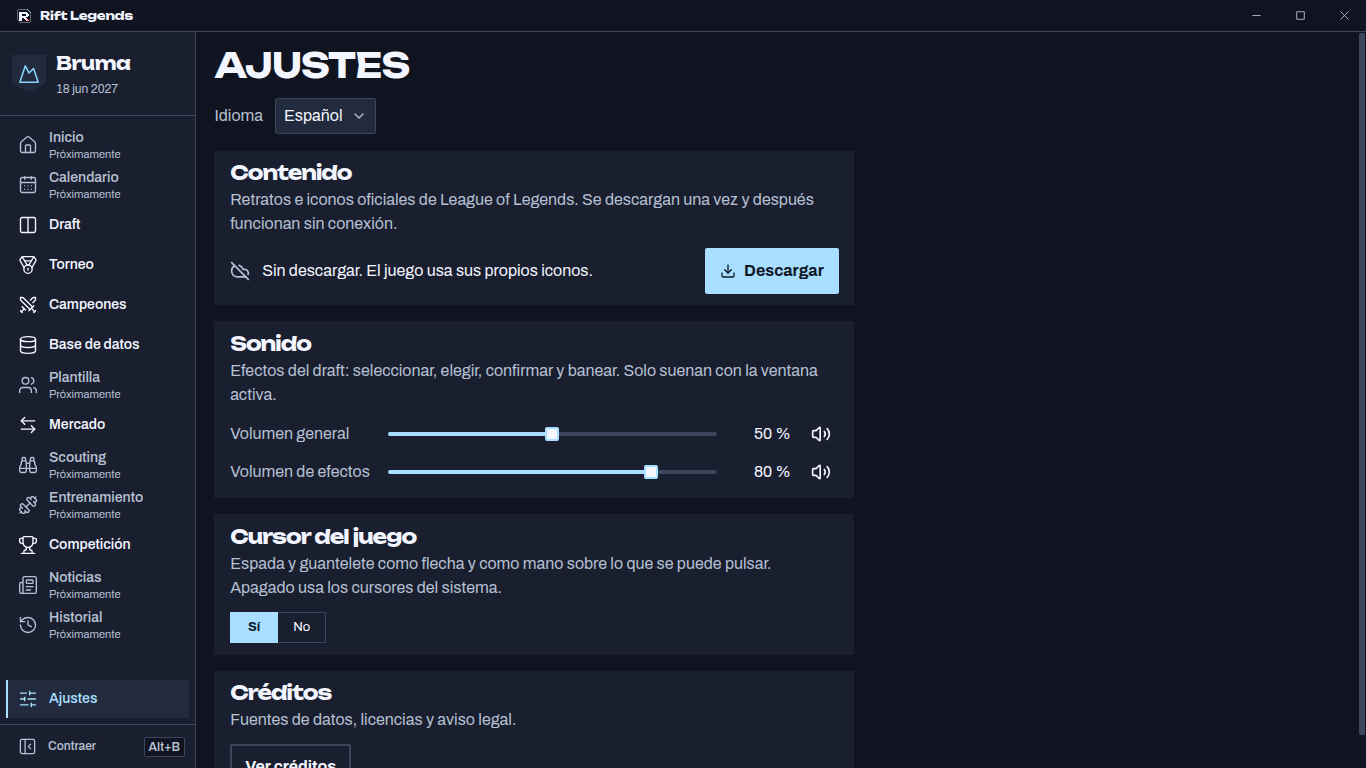 Rift Legends
Bruma
18 jun 2027
Inicio
Próximamente
Calendario
Próximamente
Draft
Torneo
Campeones
Base de datos
Plantilla
Próximamente
Mercado
Scouting
Próximamente
Entrenamiento
Próximamente
Competición
Noticias
Próximamente
Historial
Próximamente
Ajustes
Contraer Alt+B
AJUSTES
Idioma Español
Contenido
Retratos e iconos oficiales de League of Legends. Se descargan una vez y después
funcionan sin conexión.
Sin descargar. El juego usa sus propios iconos. Descargar
Sonido
Efectos del draft: seleccionar, elegir, confirmar y banear. Solo suenan con la ventana
activa.
Volumen general 50 %
Volumen de efectos 80 %
Cursor del juego
Espada y guantelete como flecha y como mano sobre lo que se puede pulsar.
Apagado usa los cursores del sistema.
Sí No
Créditos
Fuentes de datos, licencias y aviso legal.
Ver créditos